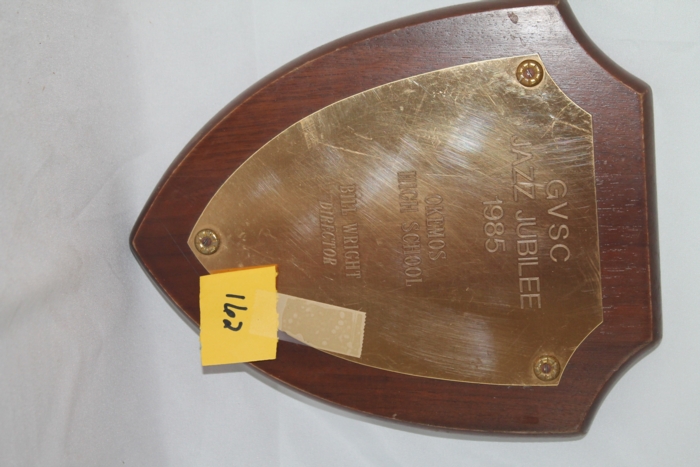 GVSC
JAZZ JUBILEE
1985
OKEMOS
HIGH SCHOOL
BILL WRIGHT
DIRECTOR
162